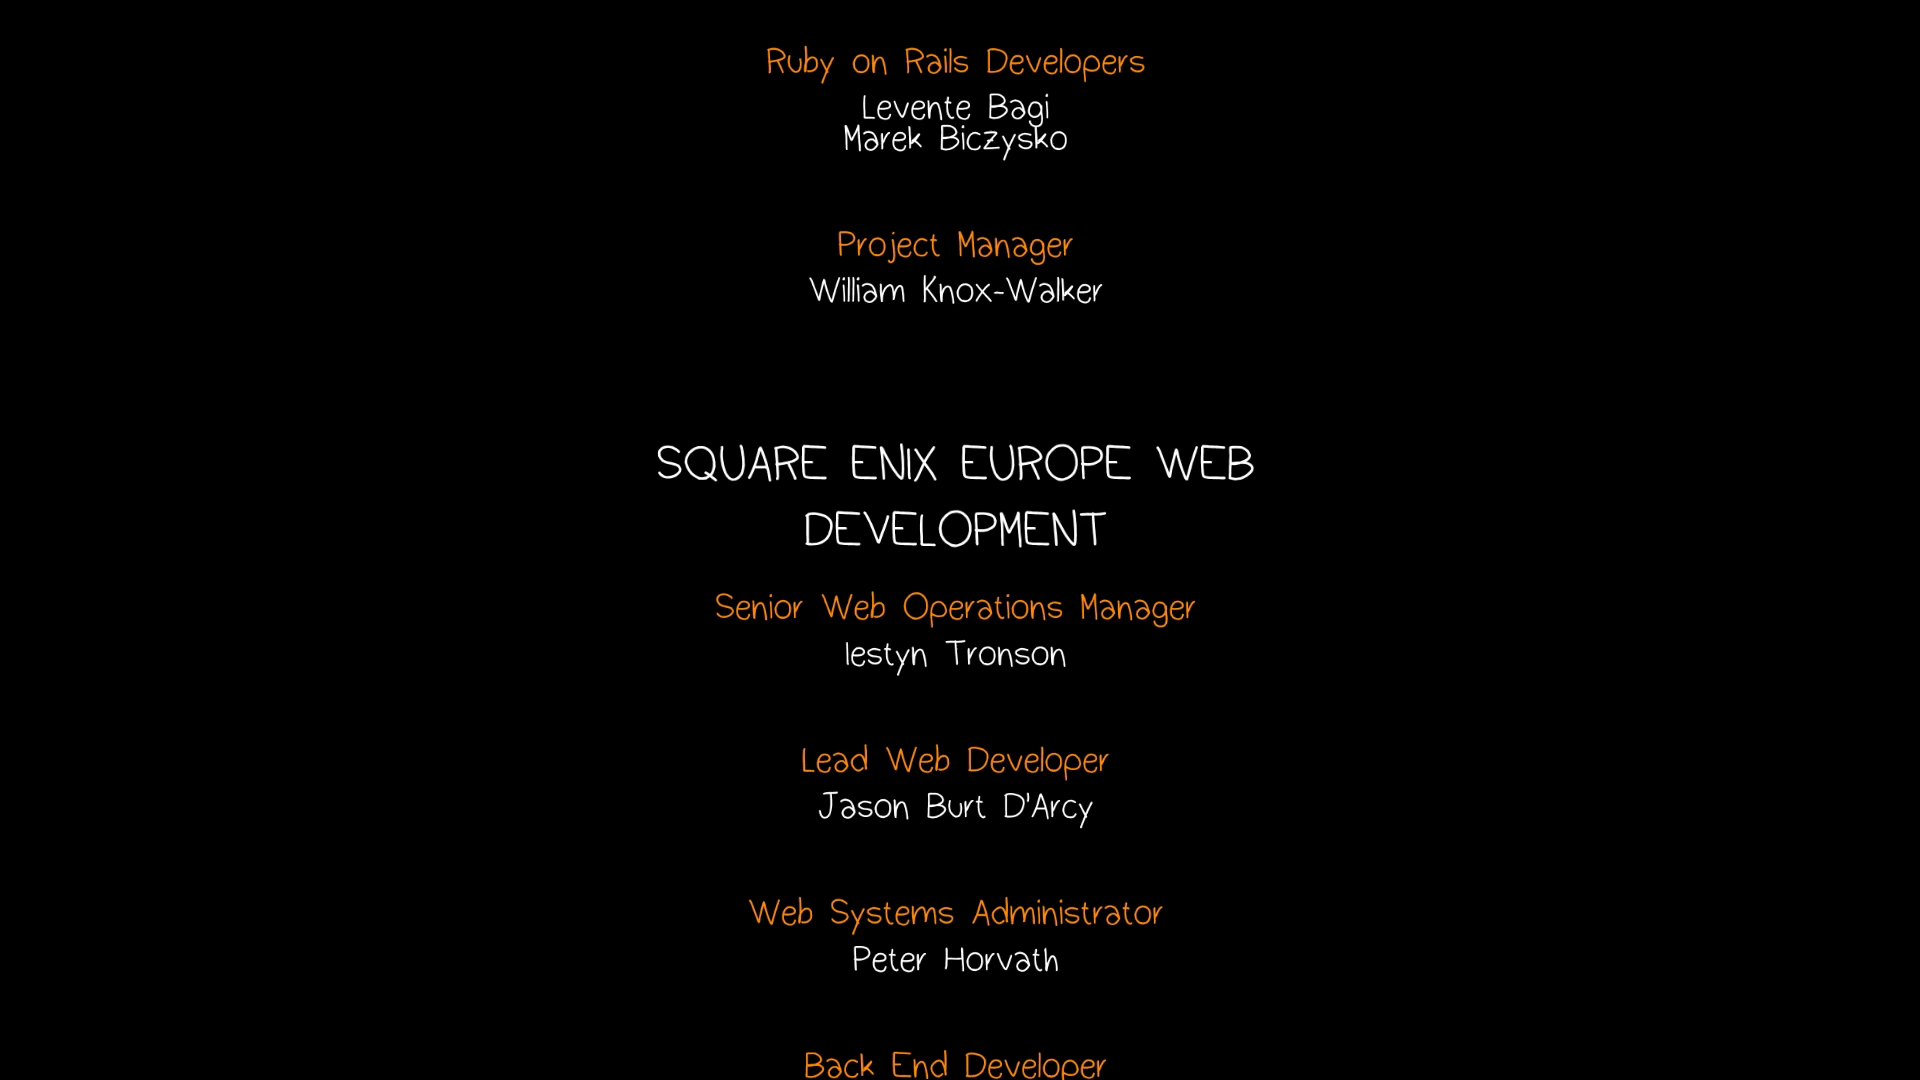 Ruby on Rails Developers
Levente Bagi
Marek Biczysko
Project Manager
William Knox-Walker
SQUARE ENIX EUROPE WEB
DEVELOPMENT
Senior Web Operations Manager
Iestyn Tronson
Lead Web Developer
Jason Burt D'Arcy
Web Systems Administrator
Peter Horvath
Back End Developer